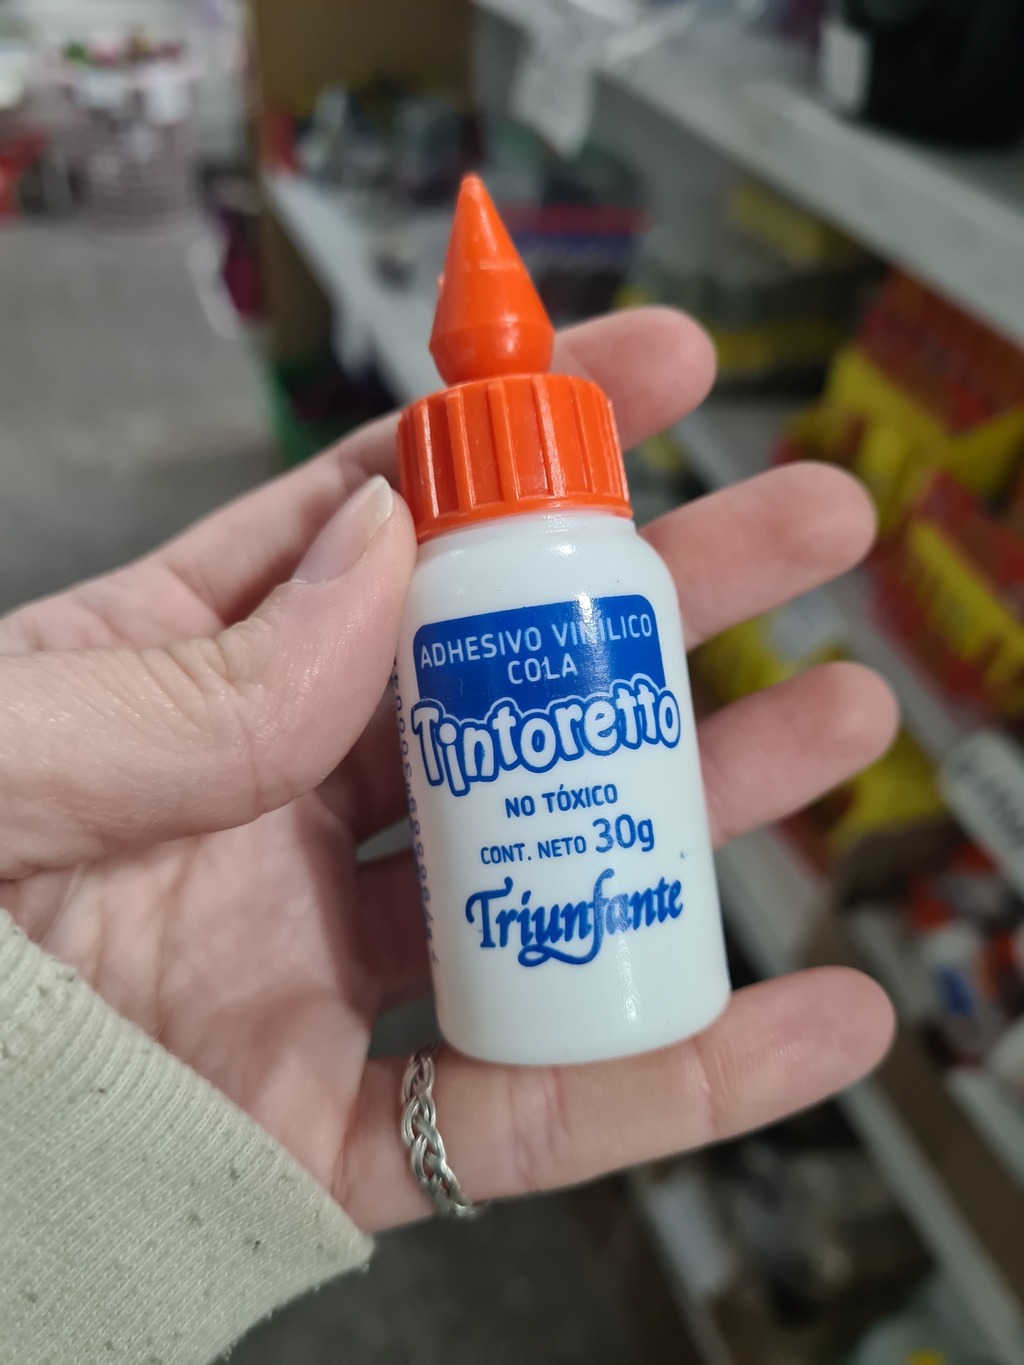 ADHESIVO VINÍLICO
COLA
Tintoretto
NO TÓXICO
CONT. NETO 30g
Triunfante